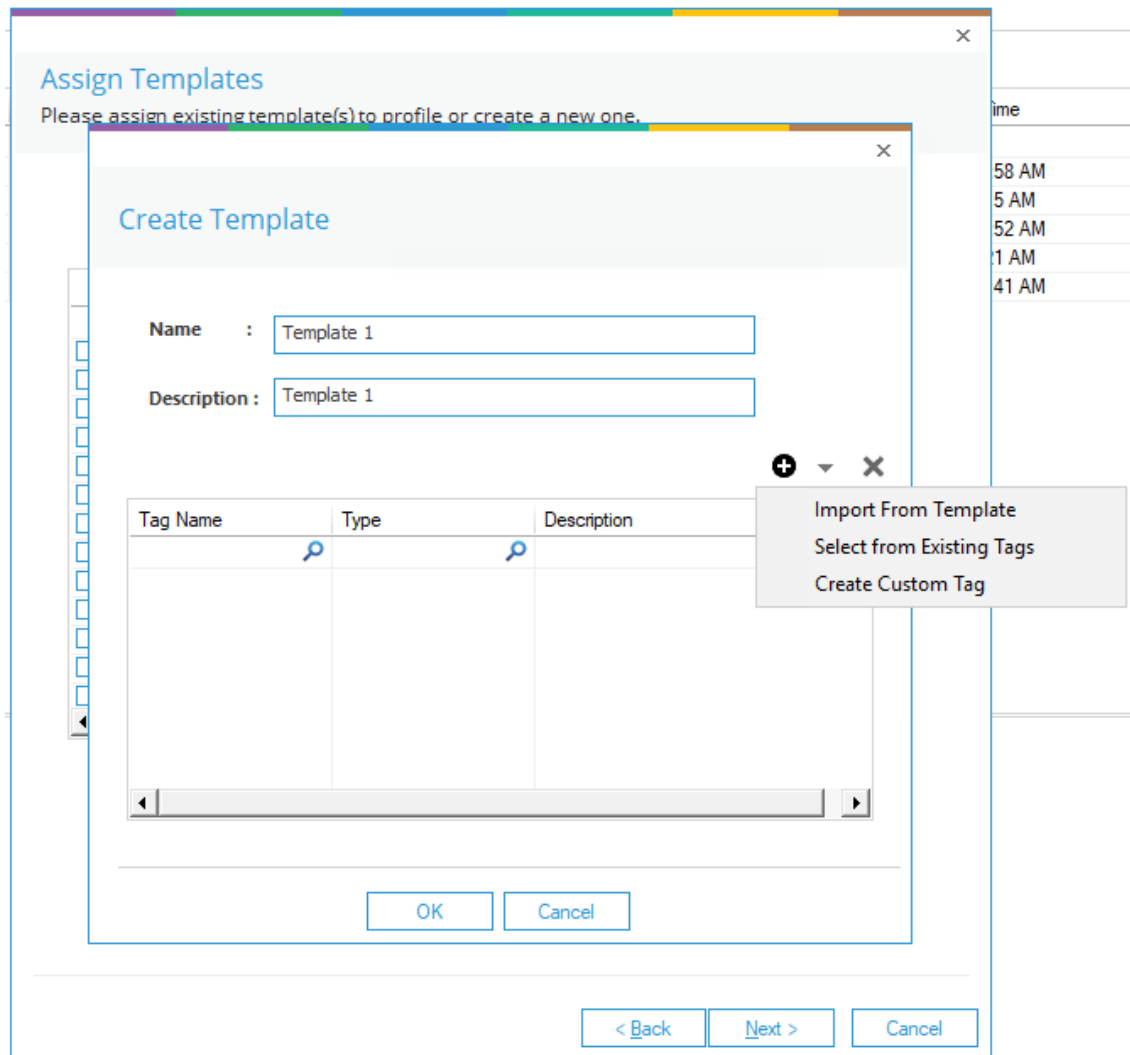 Assign Templates
Please assign existing template(s) to profile or create a new one.
Create Template
Name : Template 1
Description : Template 1
Import From Template
Select from Existing Tags
Create Custom Tag
Tag Name Type Description
OK Cancel
< Back Next > Cancel
58 AM
5 AM
52 AM
1 AM
41 AM